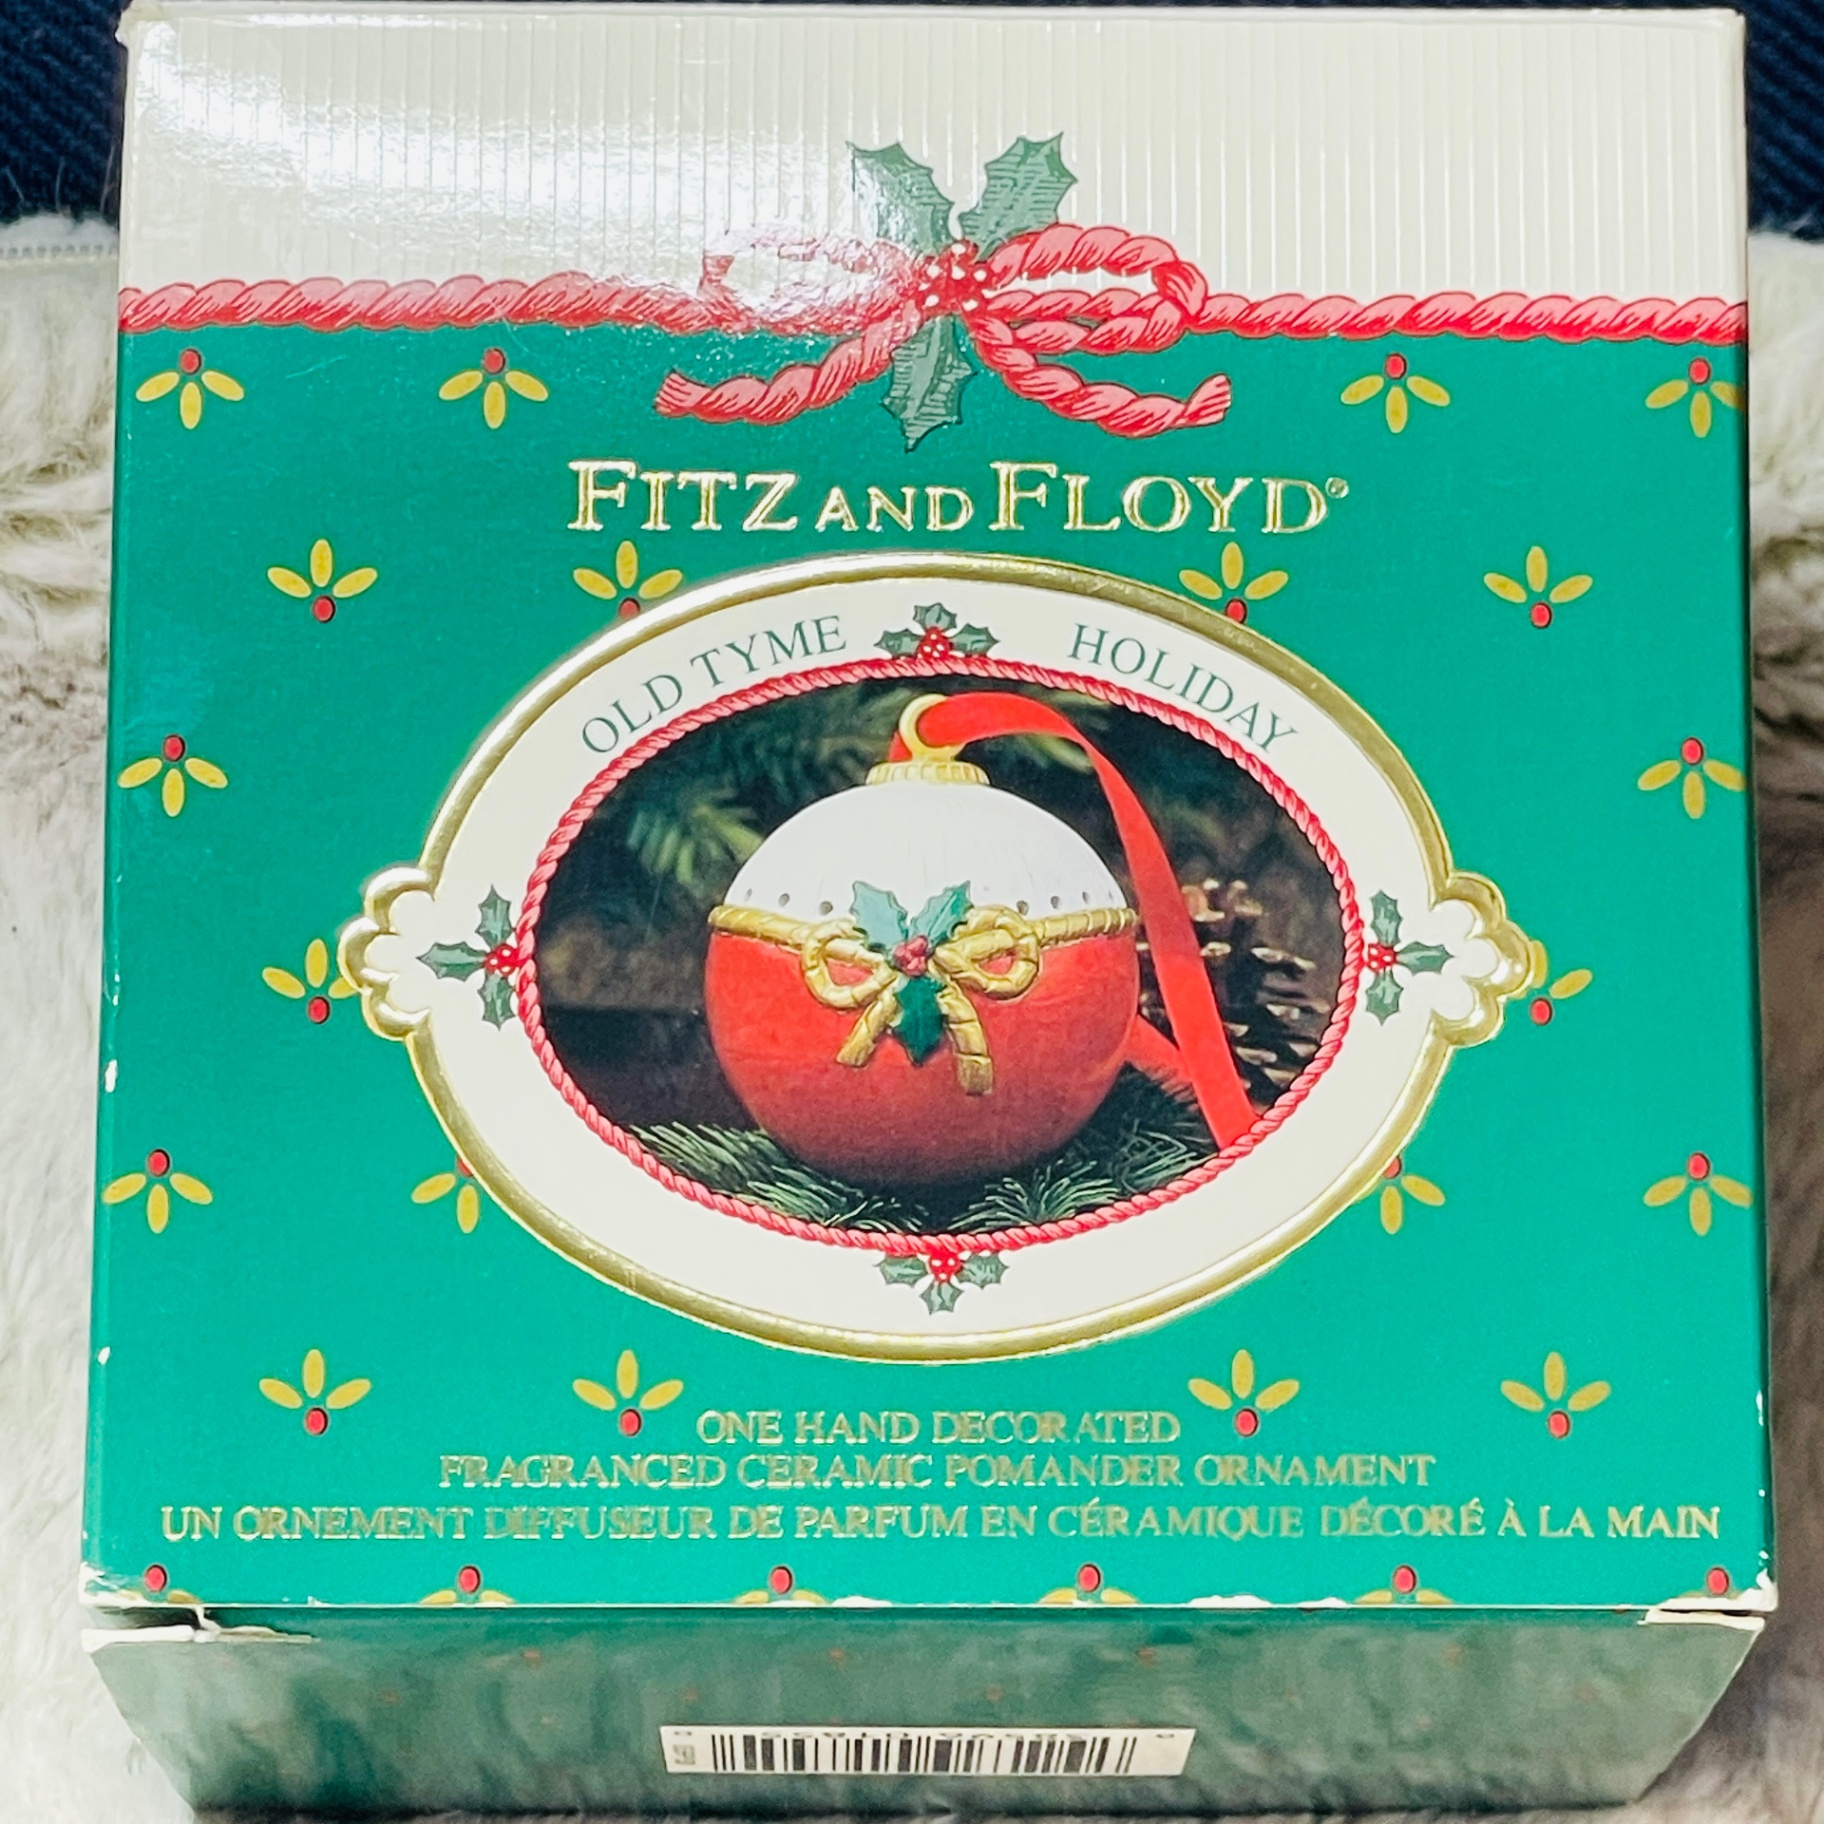 FITZ AND FLOYD®
OLD TYME HOLIDAY
ONE HAND DECORATED
FRAGRANCED CERAMIC POMANDER ORNAMENT
UN ORNEMENT DIFFUSEUR DE PARFUM EN CÉRAMIQUE DÉCORÉ À LA MAIN